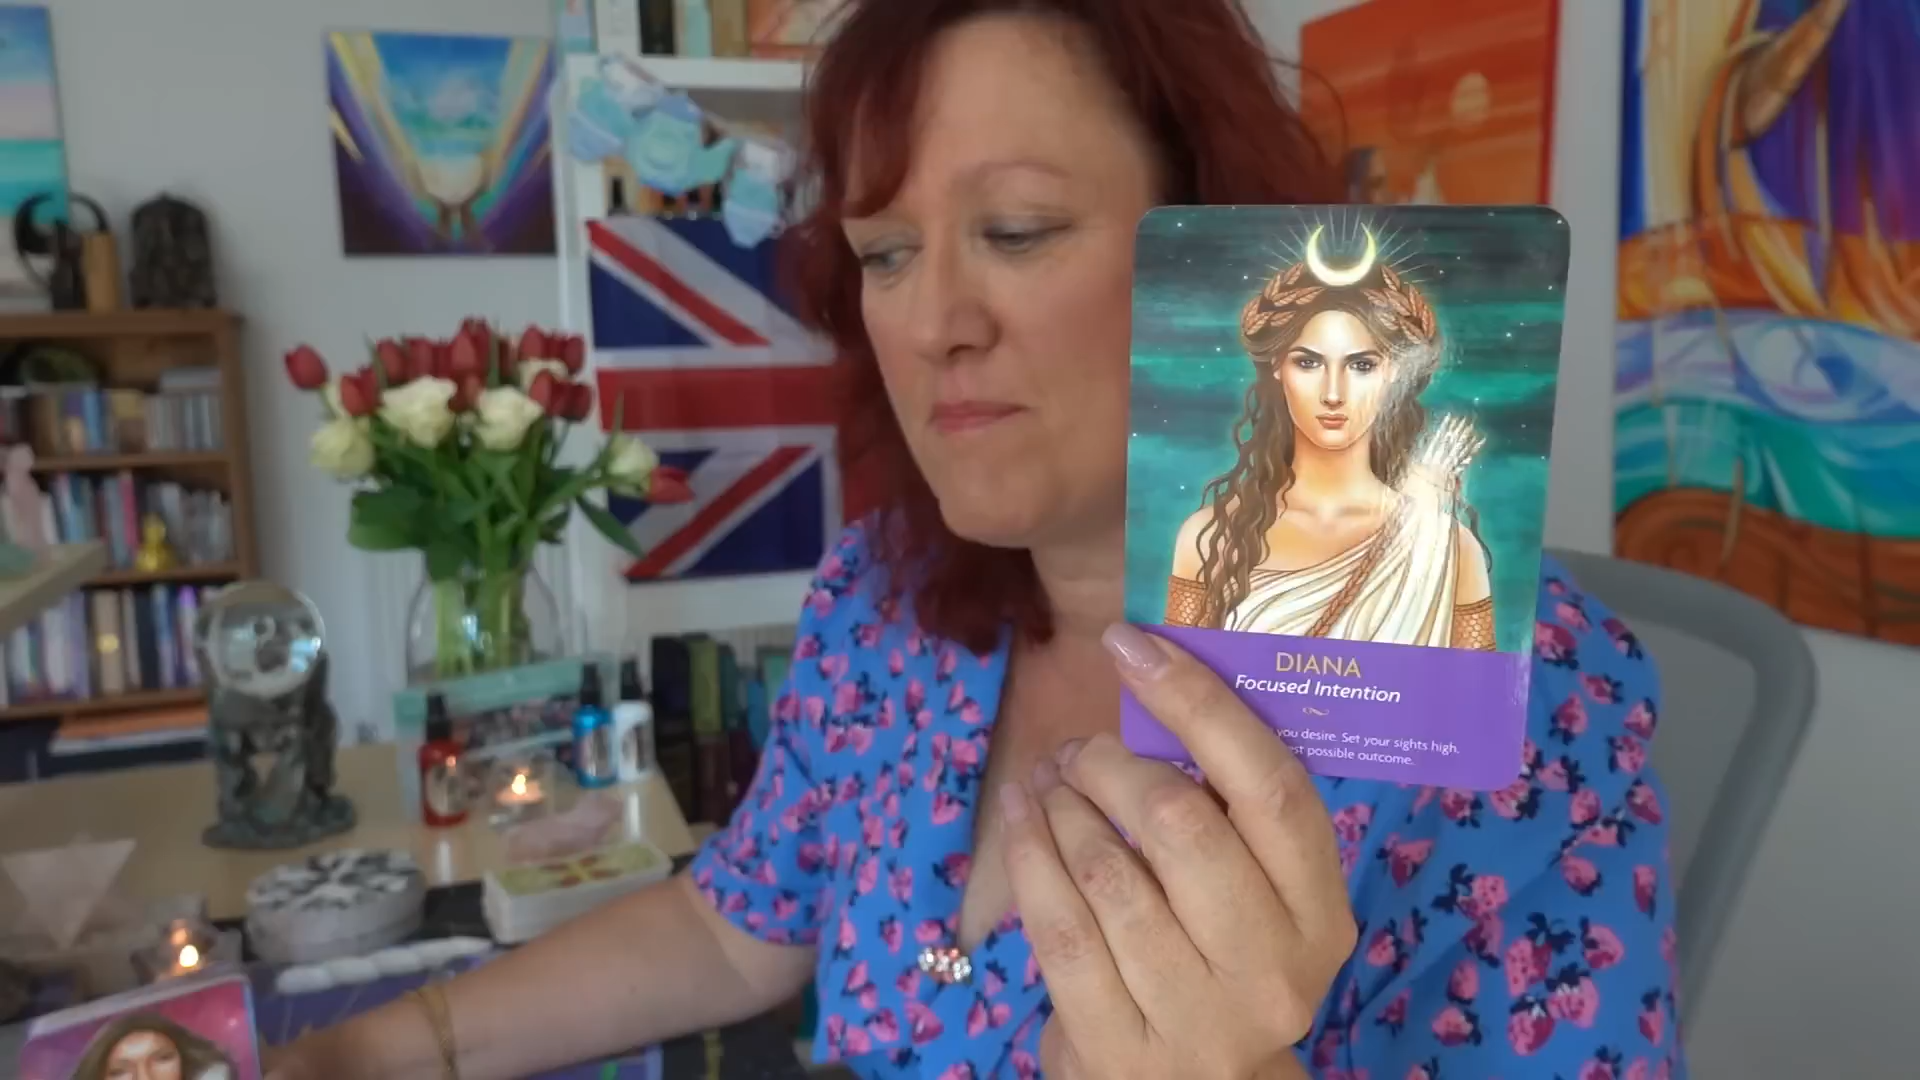 DIANA
Focused Intention
you desire. Set your sights high,
possible outcome.